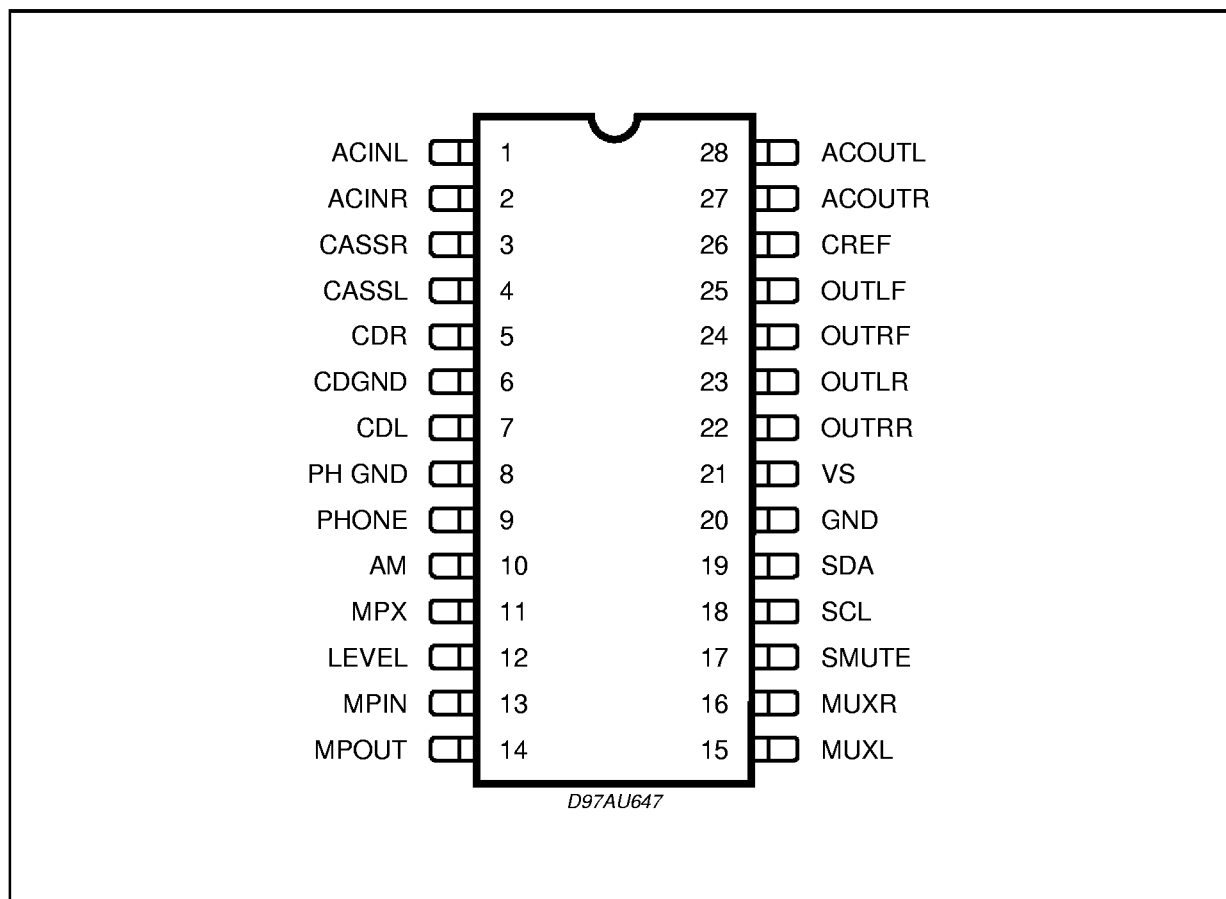 ACINL 1 28 ACOUTL
ACINR 2 27 ACOUTR
CASSR 3 26 CREF
CASSL 4 25 OUTLF
CDR 5 24 OUTRF
CDGND 6 23 OUTLR
CDL 7 22 OUTRR
PH GND 8 21 VS
PHONE 9 20 GND
AM 10 19 SDA
MPX 11 18 SCL
LEVEL 12 17 SMUTE
MPIN 13 16 MUXR
MPOUT 14 15 MUXL
D97AU647